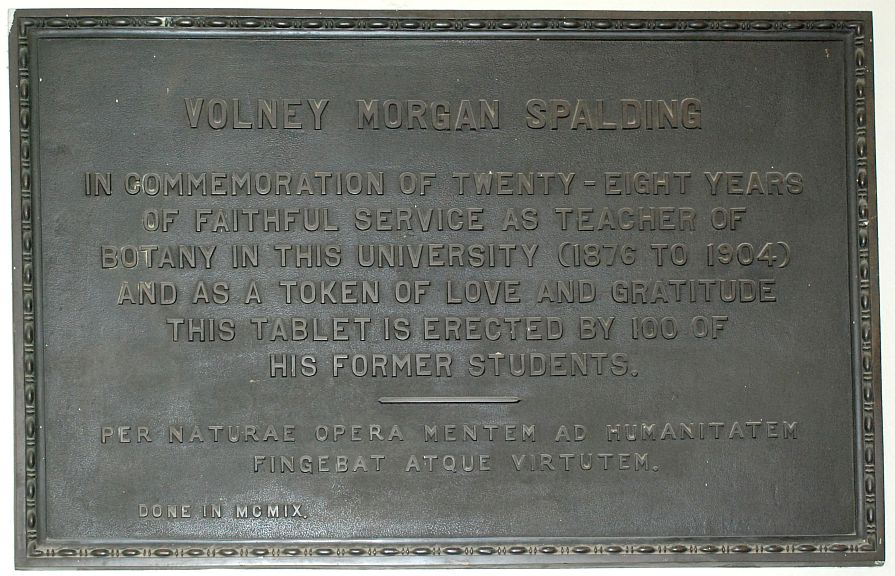 VOLNEY MORGAN SPALDING
IN COMMEMORATION OF TWENTY-EIGHT YEARS
OF FAITHFUL SERVICE AS TEACHER OF
BOTANY IN THIS UNIVERSITY (1876 TO 1904)
AND AS A TOKEN OF LOVE AND GRATITUDE
THIS TABLET IS ERECTED BY 100 OF
HIS FORMER STUDENTS.
PER NATURAE OPERA MENTEM AD HUMANITATEM
FINGEBAT ATQUE VIRTUTEM.
DONE IN MCMIX.